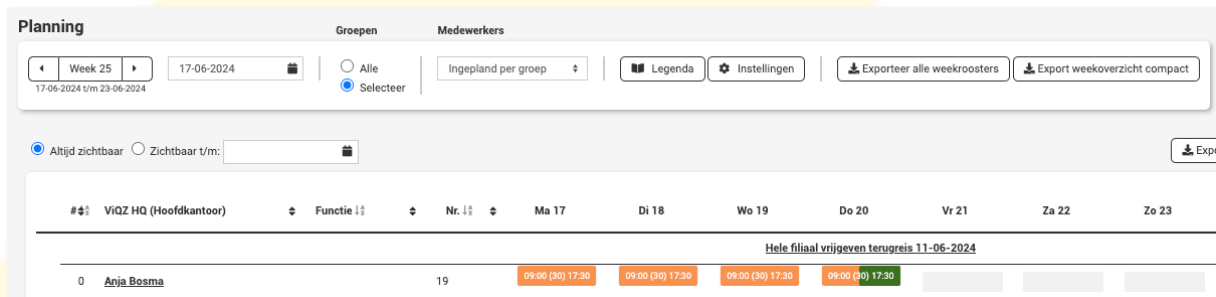 Planning
Groepen
Medewerkers
Week 25
17-06-2024
17-06-2024 t/m 23-06-2024
Alle
Selecteer
Ingepland per groep
Legenda
Instellingen
Exporteer alle weekroosters
Export weekoverzicht compact
Altijd zichtbaar
Zichtbaar t/m:
# ViQZ HQ (Hoofdkantoor) Functie Nr. Ma 17 Di 18 Wo 19 Do 20 Vr 21 Za 22 Zo 23
Hele filiaal vrijgeven terugreis 11-06-2024
0 Anja Bosma 19 09:00 (30) 17:30 09:00 (30) 17:30 09:00 (30) 17:30 09:00 (30) 17:30